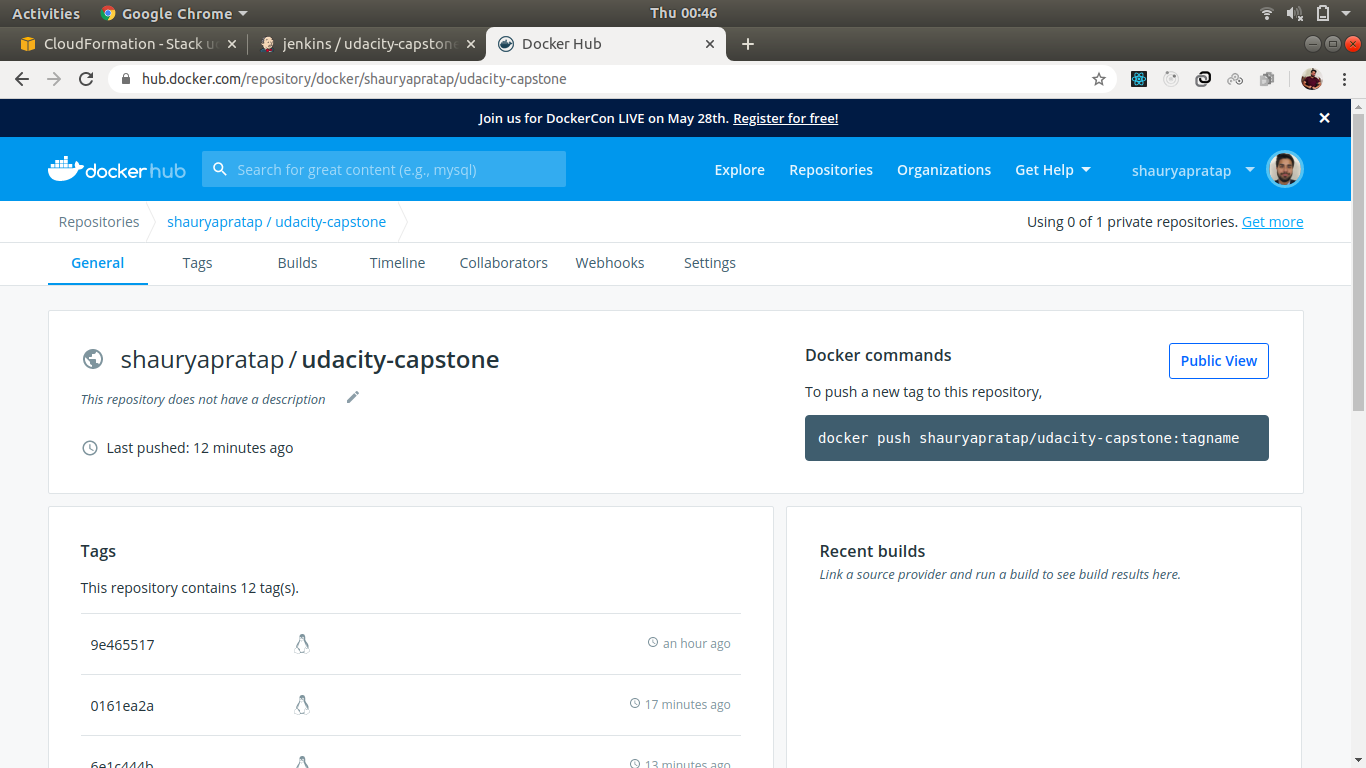 Activities Google Chrome Thu 00:46
CloudFormation - Stack jenkins / udacity-capstone Docker Hub
hub.docker.com/repository/docker/shauryapratap/udacity-capstone
Join us for DockerCon LIVE on May 28th. Register for free!
docker hub Search for great content (e.g., mysql) Explore Repositories Organizations Get Help shauryapratap
Repositories shauryapratap / udacity-capstone Using 0 of 1 private repositories. Get more
General Tags Builds Timeline Collaborators Webhooks Settings
shauryapratap / udacity-capstone
This repository does not have a description
Last pushed: 12 minutes ago
Docker commands
Public View
To push a new tag to this repository,
docker push shauryapratap/udacity-capstone:tagname
Tags
This repository contains 12 tag(s).
9e465517 an hour ago
0161ea2a 17 minutes ago
6e1c444b 13 minutes ago
Recent builds
Link a source provider and run a build to see build results here.